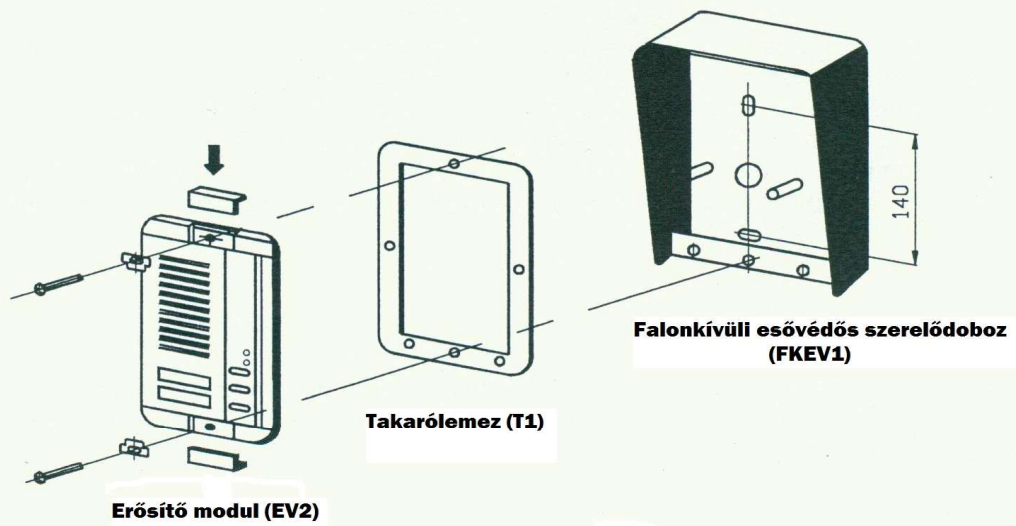 140
Falonkívüli esővédős szerelődoboz
(FKEV1)
Takarólemez (T1)
Erősítő modul (EV2)